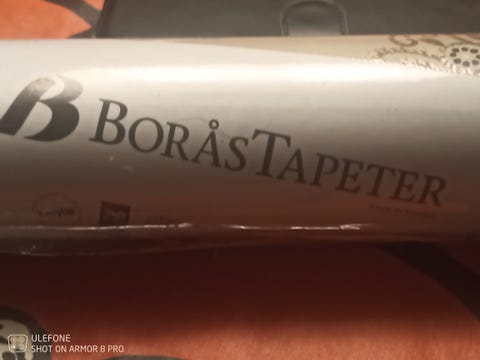 B BORÅSTAPETER
ULEFONE
SHOT ON ARMOR 8 PRO